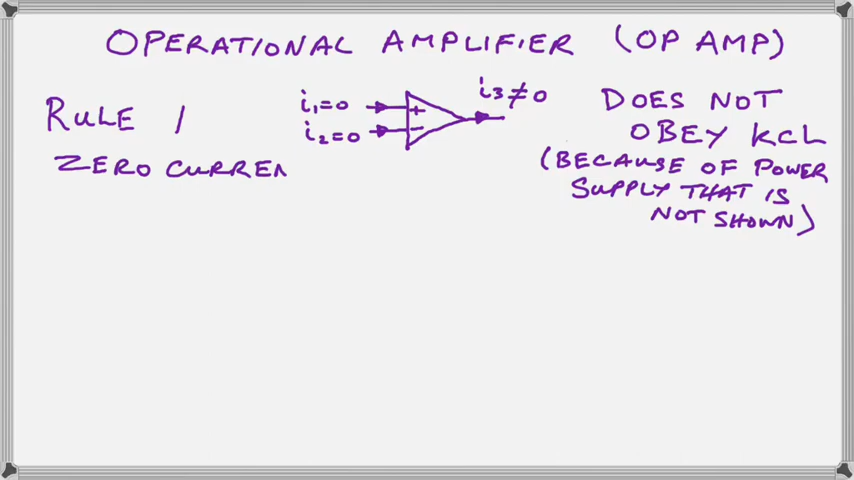 OPERATIONAL AMPLIFIER (OP AMP)
RULE 1
ZERO CURREN
i₁=0
i₂=0
+
−
i₃≠0
DOES NOT
OBEY KCL
(BECAUSE OF POWER
SUPPLY THAT IS
NOT SHOWN)